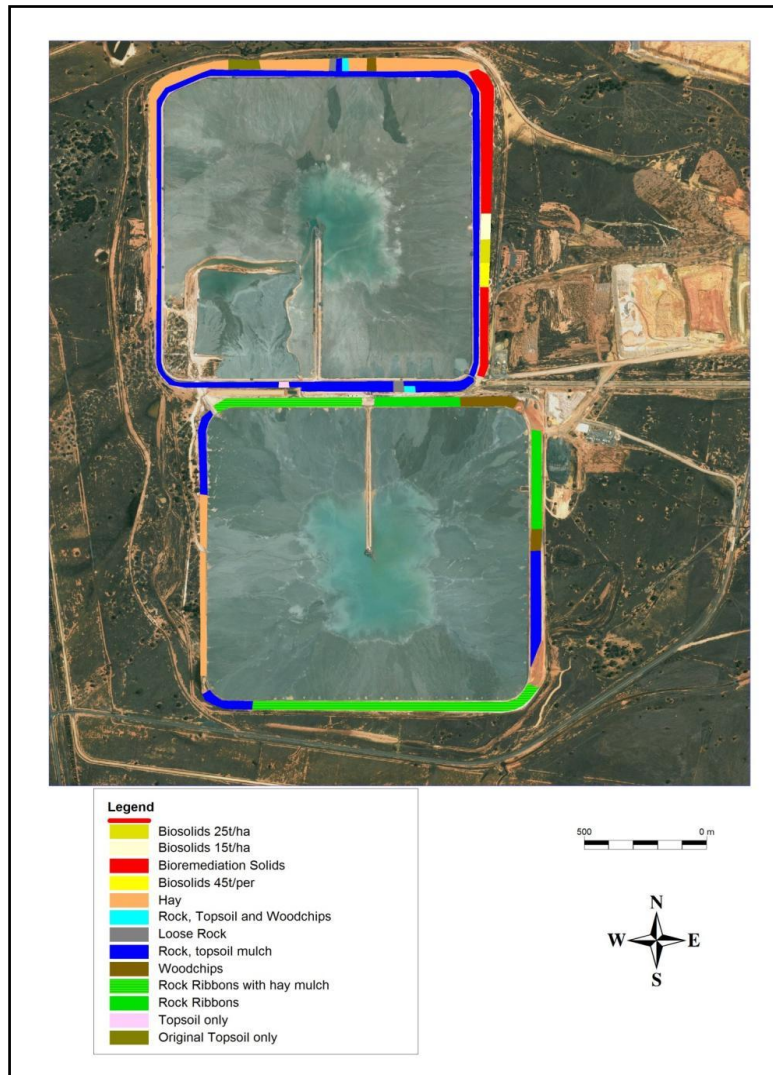 Legend
Biosolids 25t/ha
Biosolids 15t/ha
Bioremediation Solids
Biosolids 45t/per
Hay
Rock, Topsoil and Woodchips
Loose Rock
Rock, topsoil mulch
Woodchips
Rock Ribbons with hay mulch
Rock Ribbons
Topsoil only
Original Topsoil only
500 0 m
N
W E
S